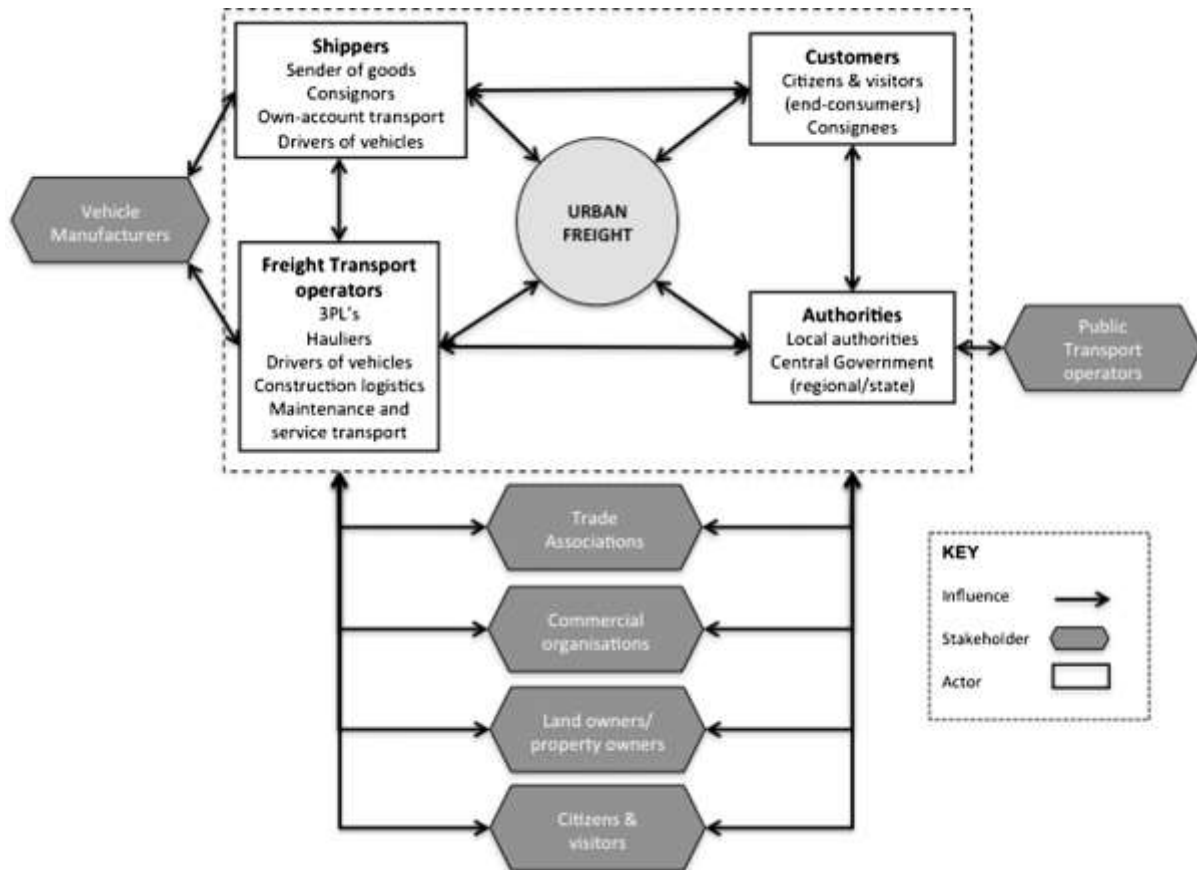 Shippers
Sender of goods
Consignors
Own-account transport
Drivers of vehicles
Customers
Citizens & visitors
(end-consumers)
Consignees
Vehicle
Manufacturers
URBAN
FREIGHT
Freight Transport
operators
3PL's
Hauliers
Drivers of vehicles
Construction logistics
Maintenance and
service transport
Authorities
Local authorities
Central Government
(regional/state)
Public
Transport
operators
Trade
Associations
Commercial
organisations
Land owners/
property owners
Citizens &
visitors
KEY
Influence
Stakeholder
Actor